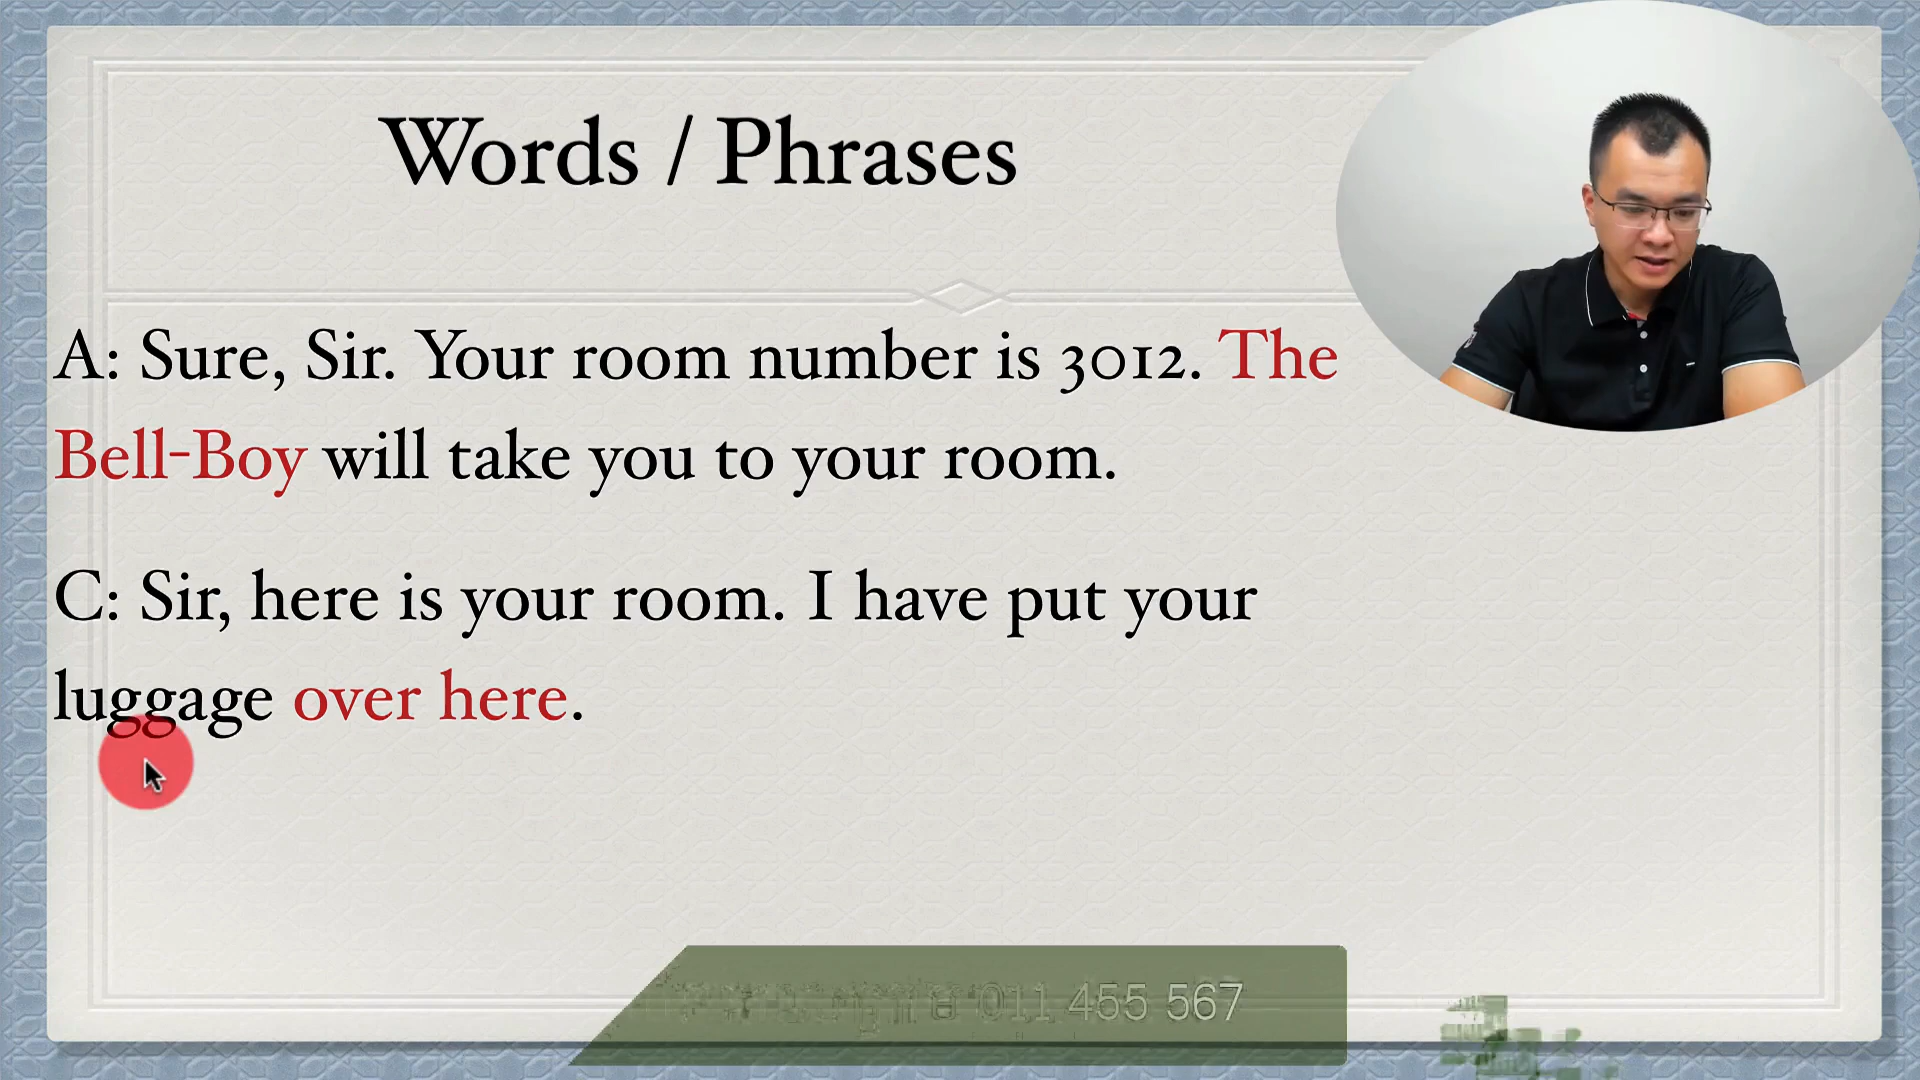 Words / Phrases
A: Sure, Sir. Your room number is 3012. The
Bell-Boy will take you to your room.
C: Sir, here is your room. I have put your
luggage over here.
011 455 567